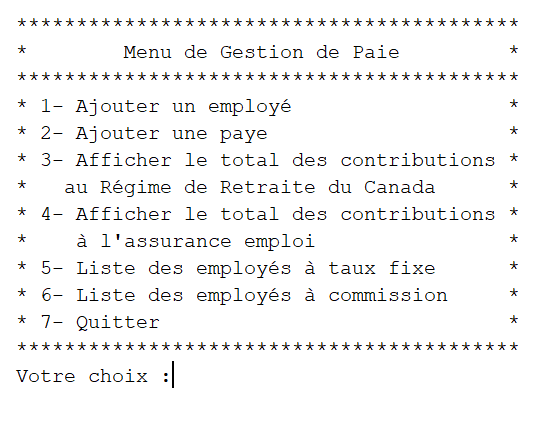 ******************************************
*        Menu de Gestion de Paie         *
******************************************
* 1- Ajouter un employé                  *
* 2- Ajouter une paye                    *
* 3- Afficher le total des contributions *
*   au Régime de Retraite du Canada      *
* 4- Afficher le total des contributions *
*    à l'assurance emploi                *
* 5- Liste des employés à taux fixe      *
* 6- Liste des employés à commission     *
* 7- Quitter                             *
******************************************
Votre choix :